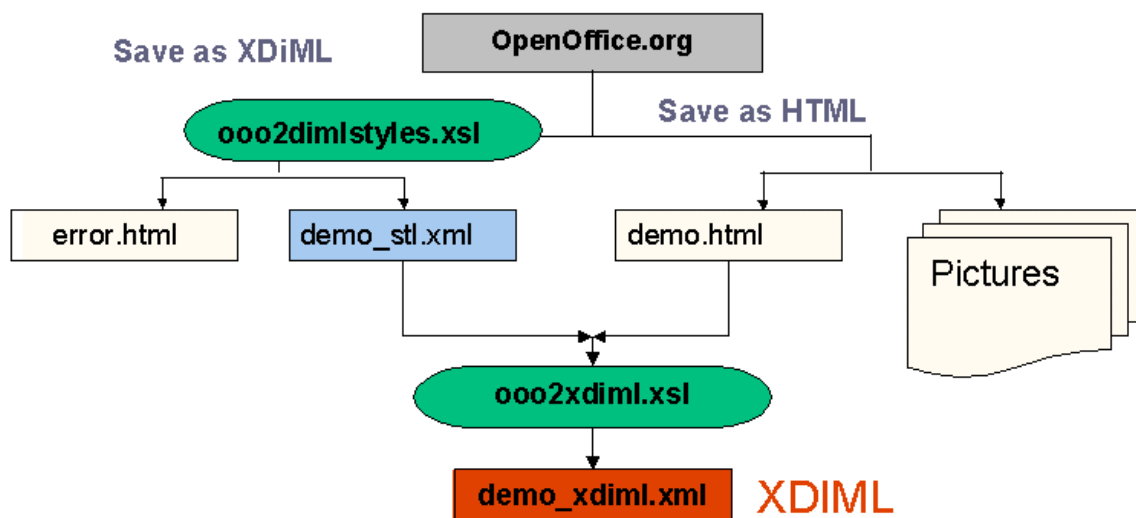 OpenOffice.org
Save as XDiML
Save as HTML
ooo2dimlstyles.xsl
error.html
demo_stl.xml
demo.html
Pictures
ooo2xdiml.xsl
demo_xdiml.xml
XDIML